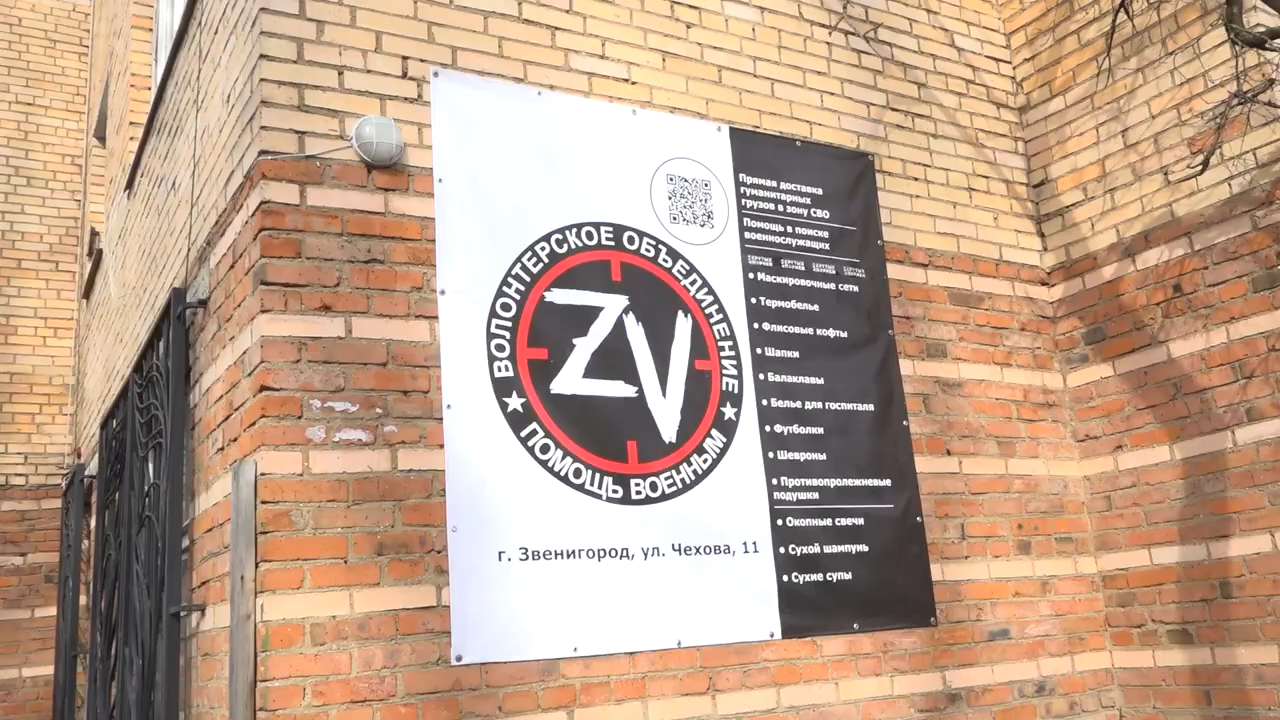 ВОЛОНТЕРСКОЕ ОБЪЕДИНЕНИЕ
ZV
ПОМОЩЬ ВОЕННЫМ
г. Звенигород, ул. Чехова, 11
Прямая доставка
гуманитарных
грузов в зону СВО
Помощь в поиске
военнослужащих
• Маскировочные сети
• Термобелье
• Флисовые кофты
• Шапки
• Балаклавы
• Белье для госпиталя
• Футболки
• Шевроны
• Противопролежневые
подушки
• Окопные свечи
• Сухой шампунь
• Сухие супы